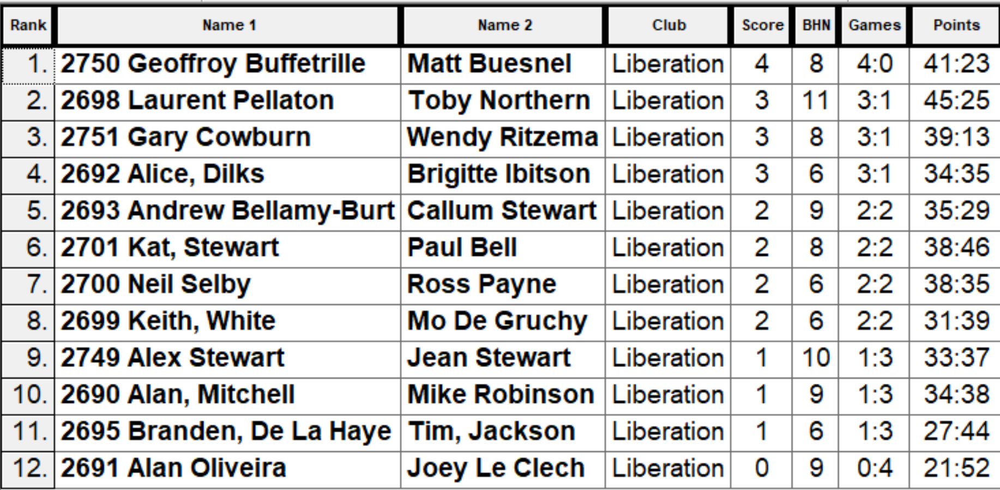 Rank Name 1 Name 2 Club Score BHN Games Points
1. 2750 Geoffroy Buffetrille Matt Buesnel Liberation 4 8 4:0 41:23
2. 2698 Laurent Pellaton Toby Northern Liberation 3 11 3:1 45:25
3. 2751 Gary Cowburn Wendy Ritzema Liberation 3 8 3:1 39:13
4. 2692 Alice, Dilks Brigitte Ibitson Liberation 3 6 3:1 34:35
5. 2693 Andrew Bellamy-Burt Callum Stewart Liberation 2 9 2:2 35:29
6. 2701 Kat, Stewart Paul Bell Liberation 2 8 2:2 38:46
7. 2700 Neil Selby Ross Payne Liberation 2 6 2:2 38:35
8. 2699 Keith, White Mo De Gruchy Liberation 2 6 2:2 31:39
9. 2749 Alex Stewart Jean Stewart Liberation 1 10 1:3 33:37
10. 2690 Alan, Mitchell Mike Robinson Liberation 1 9 1:3 34:38
11. 2695 Branden, De La Haye Tim, Jackson Liberation 1 6 1:3 27:44
12. 2691 Alan Oliveira Joey Le Clech Liberation 0 9 0:4 21:52